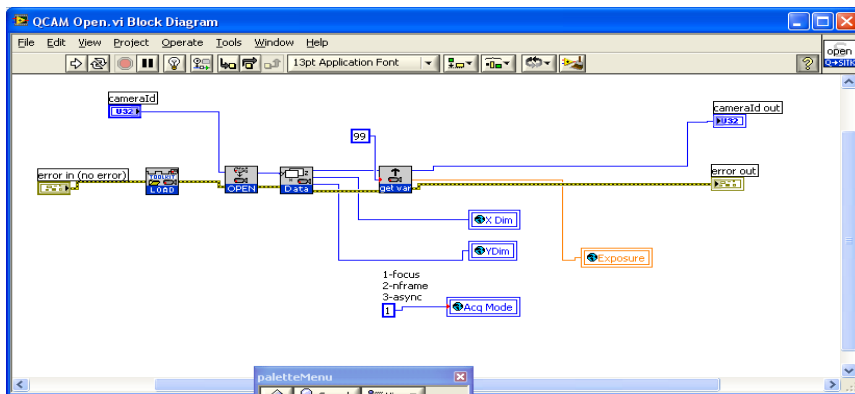 QCAM Open.vi Block Diagram
File Edit View Project Operate Tools Window Help
13pt Application Font
open
Q→SITK
cameraId
U32
cameraId out
U32
99
error in (no error)
TOOLKIT
LOAD
OPEN
Data
get var
error out
X Dim
YDim
Exposure
1-focus
2-nframe
3-async
1
Acq Mode
paletteMenu